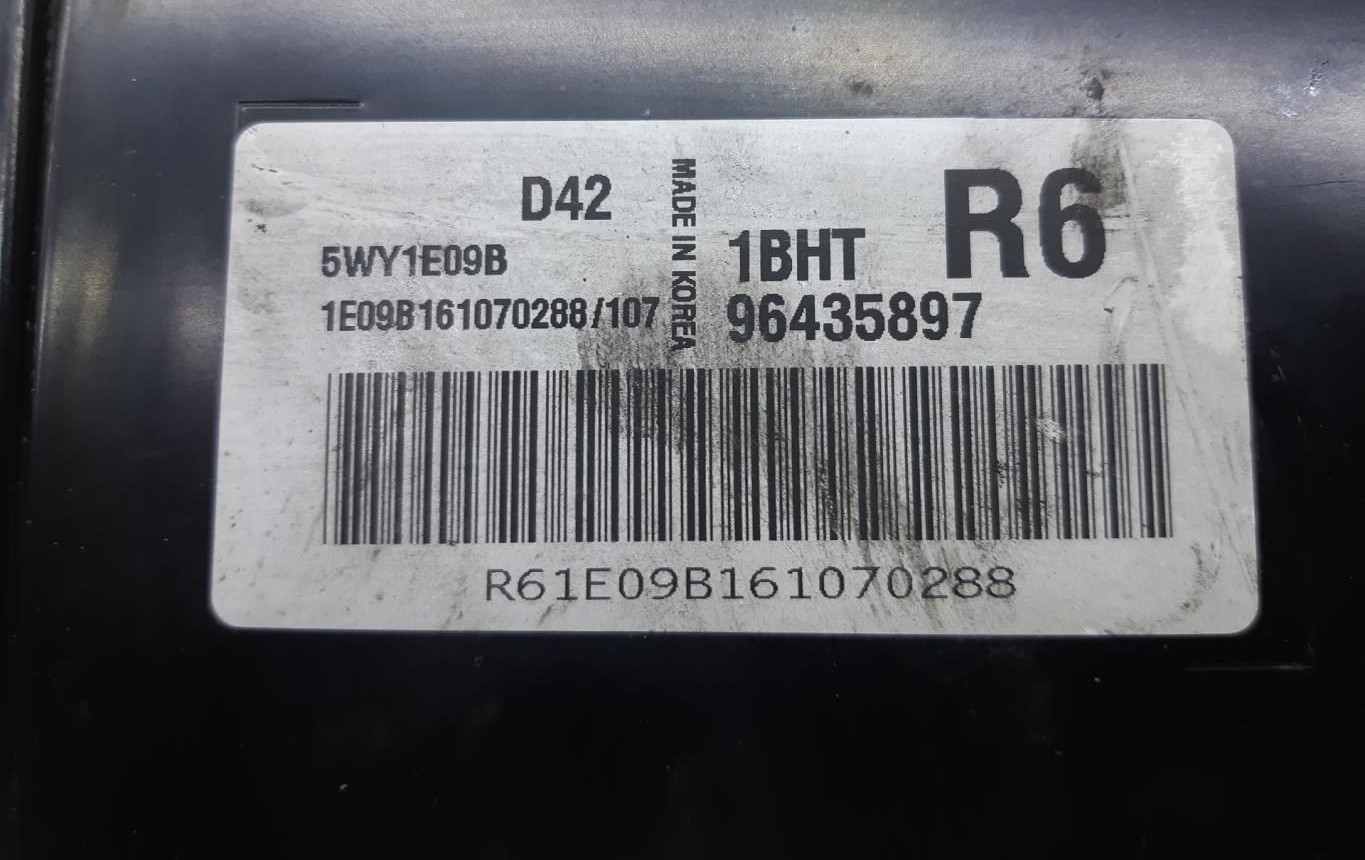 D42
5WY1E09B
1E09B161070288/107
MADE IN KOREA
R6
1BHT
96435897
R61E09B161070288